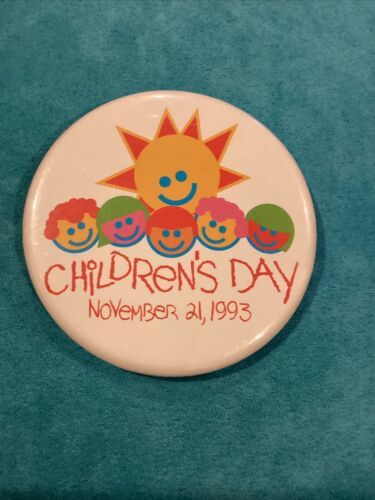 CHiLDREN'S DAY
NOVEMBER 21, 1993